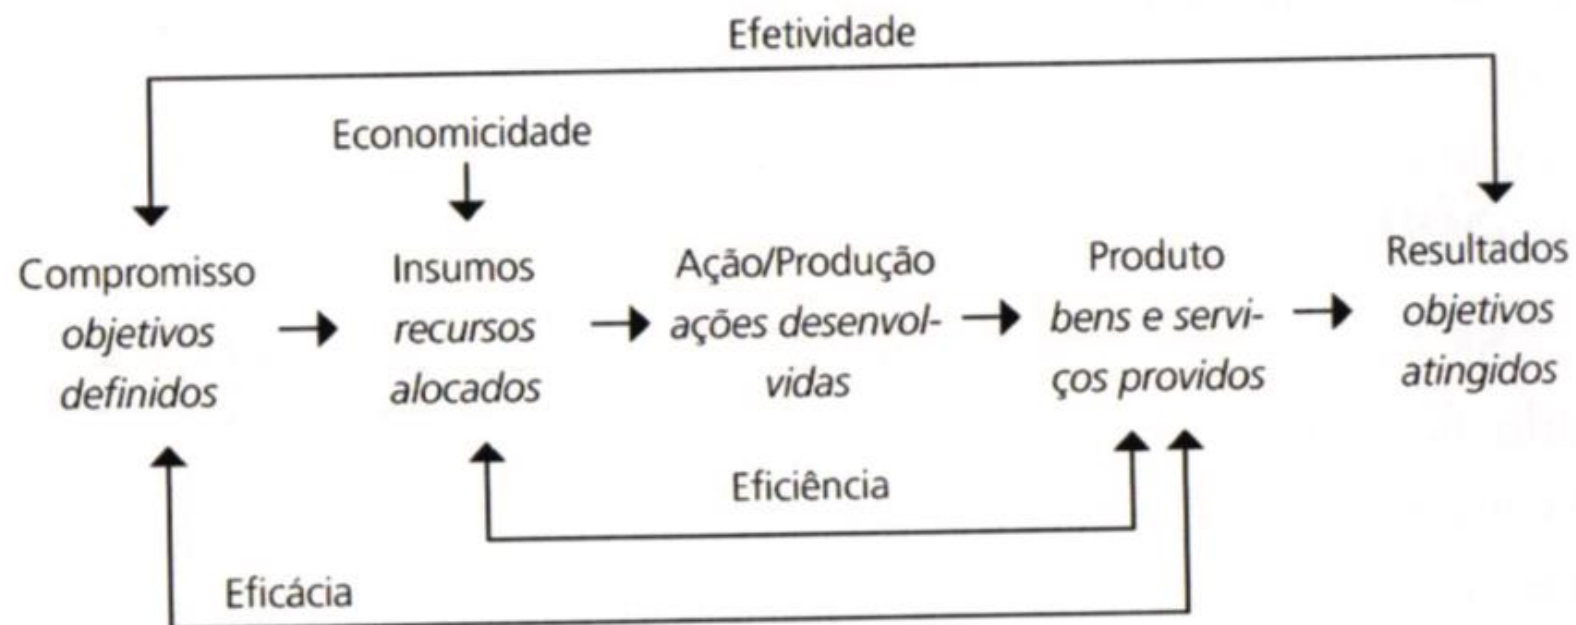 Efetividade
Economicidade
Compromisso
objetivos
definidos
Insumos
recursos
alocados
Ação/Produção
ações desenvol-
vidas
Produto
bens e servi-
ços providos
Resultados
objetivos
atingidos
Eficiência
Eficácia